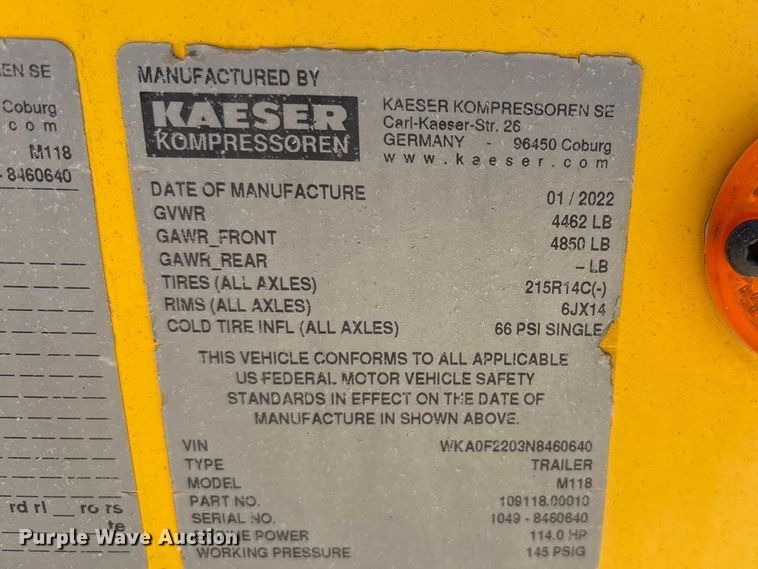 EN SE
Coburg
com
M118
- 8460640
rd rl ro rs
te
MANUFACTURED BY
KAESER
KOMPRESSOREN
KAESER KOMPRESSOREN SE
Carl-Kaeser-Str. 26
GERMANY - 96450 Coburg
www.kaeser.com
DATE OF MANUFACTURE 01 / 2022
GVWR 4462 LB
GAWR_FRONT 4850 LB
GAWR_REAR - LB
TIRES (ALL AXLES) 215R14C(-)
RIMS (ALL AXLES) 6JX14
COLD TIRE INFL (ALL AXLES) 66 PSI SINGLE
THIS VEHICLE CONFORMS TO ALL APPLICABLE
US FEDERAL MOTOR VEHICLE SAFETY
STANDARDS IN EFFECT ON THE DATE OF
MANUFACTURE IN SHOWN ABOVE.
VIN WKA0F2203N8460640
TYPE TRAILER
MODEL M118
PART NO. 109118.00010
SERIAL NO. 1049 - 8460640
NE POWER 114.0 HP
WORKING PRESSURE 145 PSIG
Purple Wave Auction